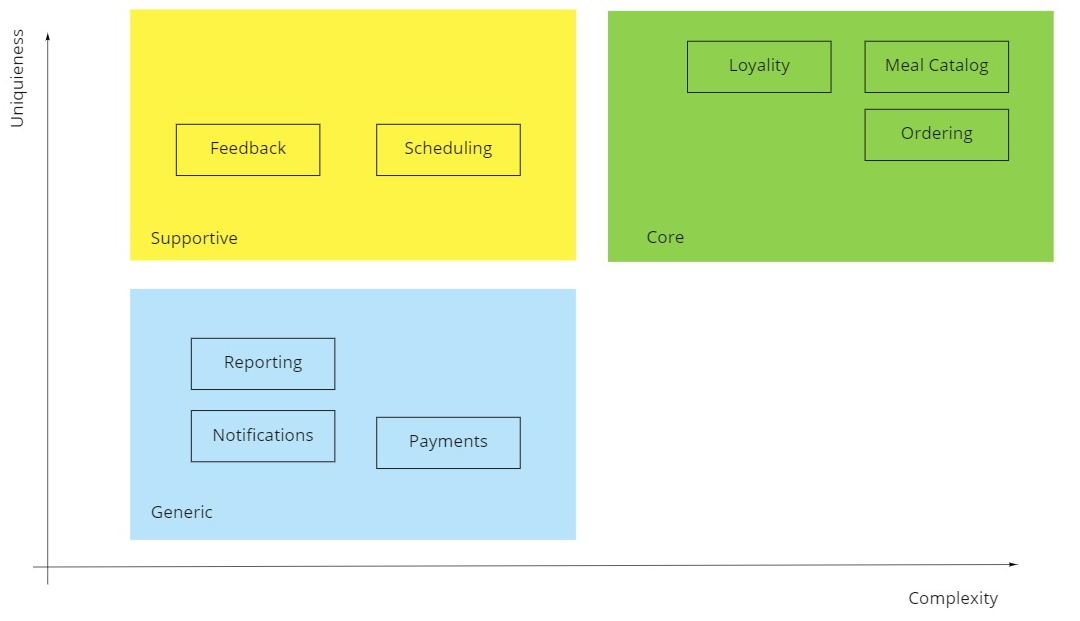 Uniquieness
Loyality
Meal Catalog
Ordering
Feedback
Scheduling
Supportive
Core
Reporting
Notifications
Payments
Generic
Complexity